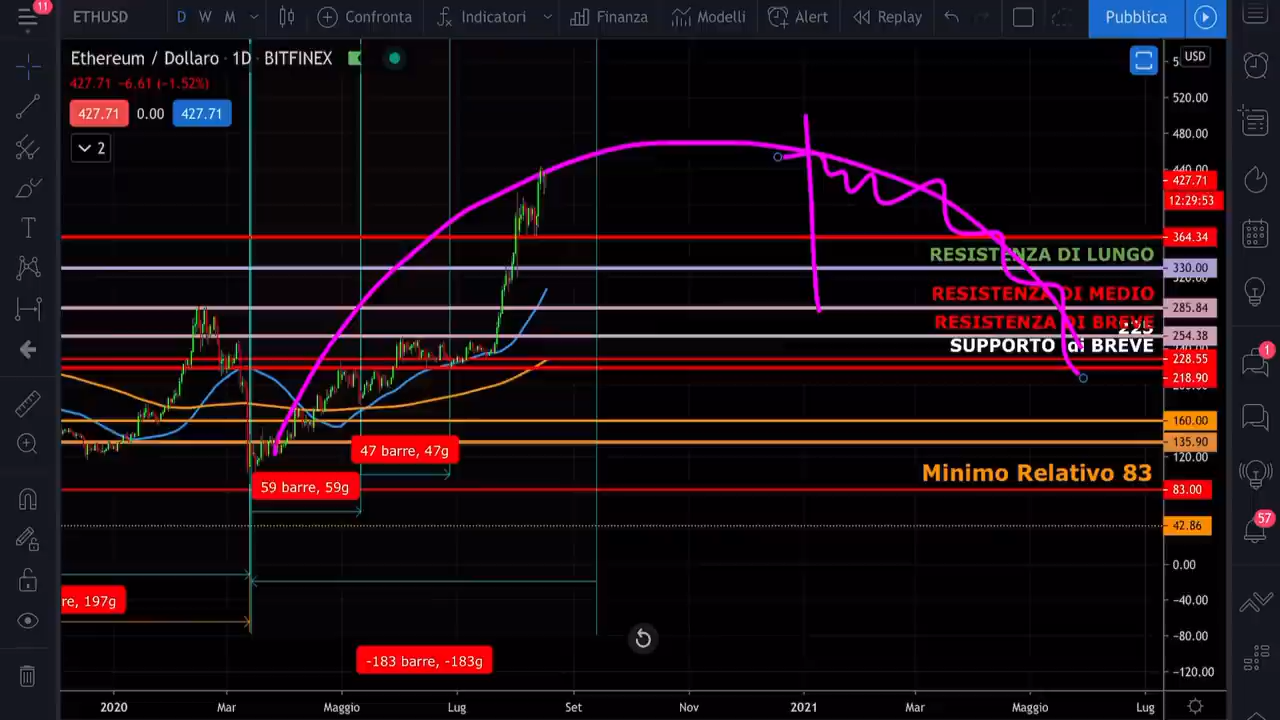 11
ETHUSD
D
W
M
Confronta
Indicatori
Finanza
Modelli
Alert
Replay
Pubblica
Ethereum / Dollaro · 1D · BITFINEX
USD
427.71 −6.61 (−1.52%)
427.71
0.00
427.71
2
520.00
480.00
440.00
427.71
12:29:53
364.34
RESISTENZA DI LUNGO
330.00
320.00
RESISTENZA DI MEDIO
285.84
RESISTENZA DI BREVE
225
254.38
SUPPORTO di BREVE
228.55
218.90
160.00
135.90
120.00
47 barre, 47g
Minimo Relativo 83
59 barre, 59g
83.00
42.86
0.00
re, 197g
−40.00
−80.00
-183 barre, -183g
−120.00
2020
Mar
Maggio
Lug
Set
Nov
2021
Mar
Maggio
Lug
1
57